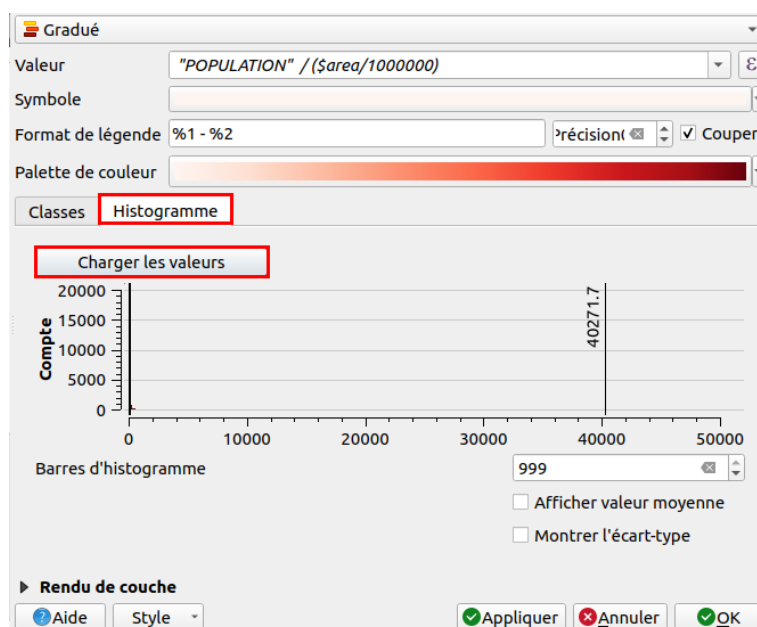 Gradué
Valeur "POPULATION" / ($area/1000000) ε
Symbole
Format de légende %1 - %2 Précision( Couper
Palette de couleur
Classes Histogramme
Charger les valeurs
Compte
20000
15000
10000
5000
0
40271.7
0 10000 20000 30000 40000 50000
Barres d'histogramme 999
Afficher valeur moyenne
Montrer l'écart-type
Rendu de couche
Aide Style Appliquer Annuler OK